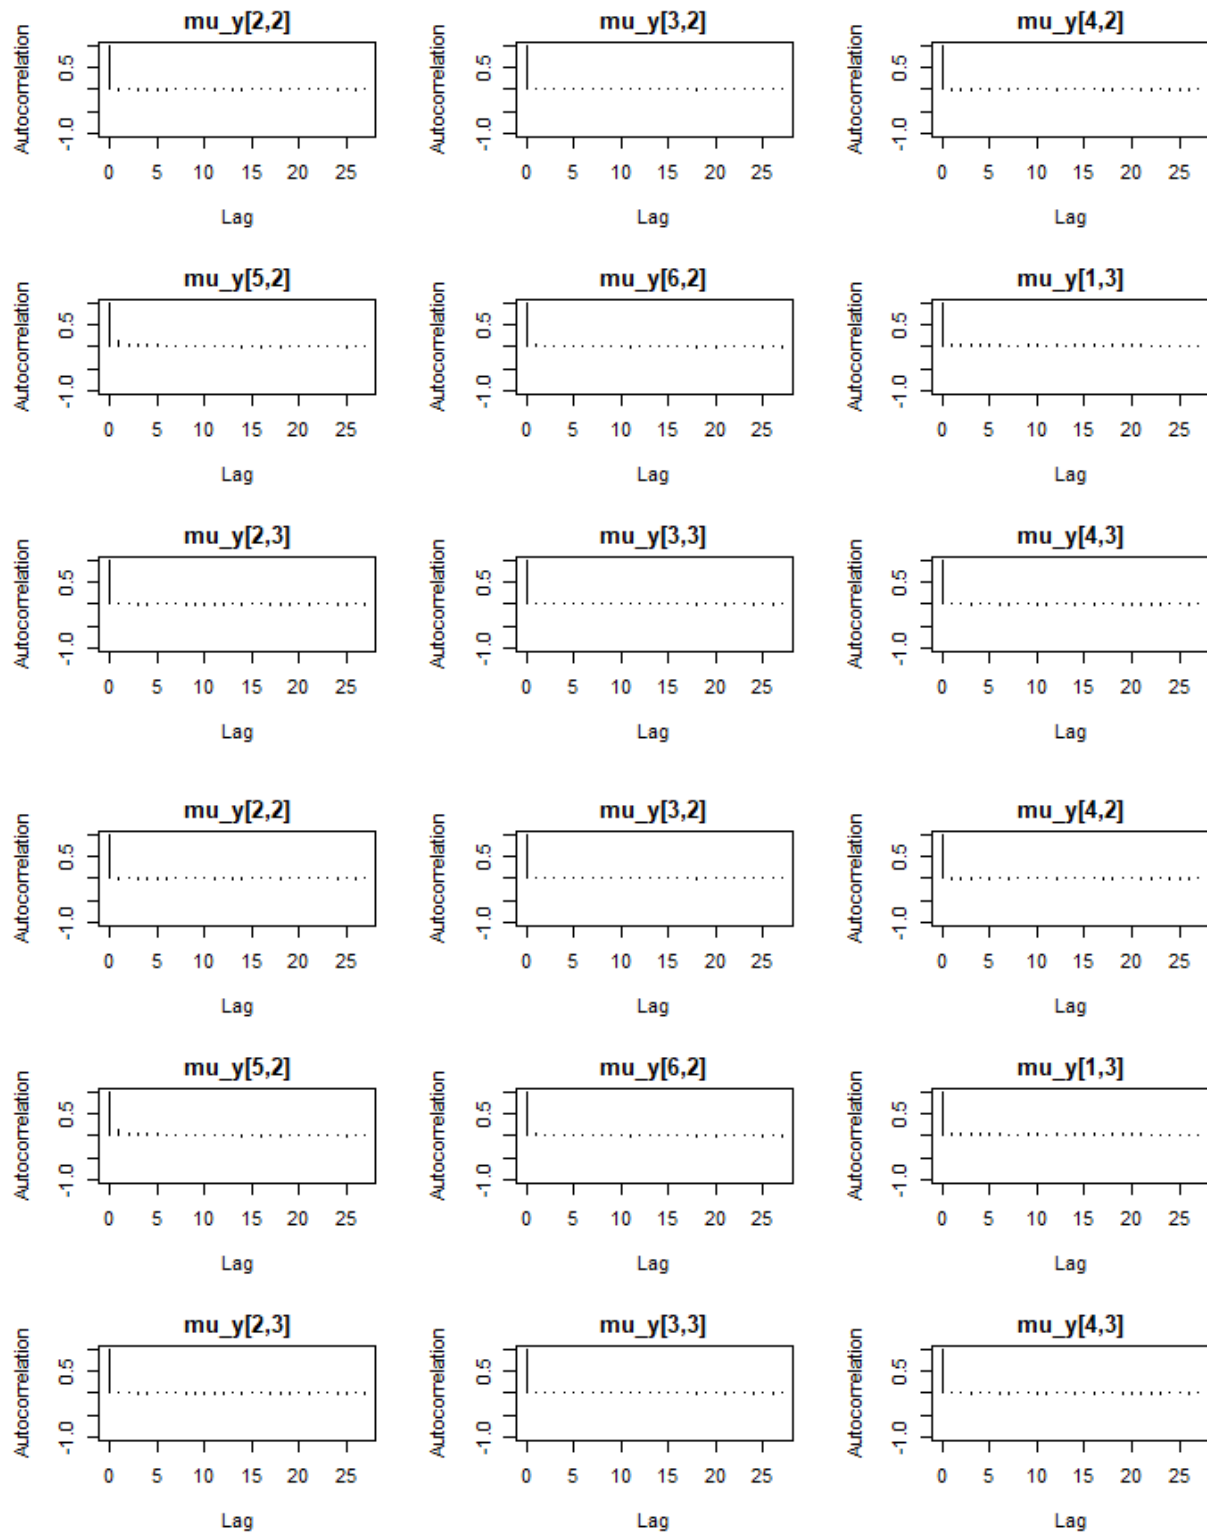 mu_y[2,2] mu_y[3,2] mu_y[4,2]
Autocorrelation 0.5 -1.0 Autocorrelation 0.5 -1.0 Autocorrelation 0.5 -1.0
0 5 10 15 20 25 0 5 10 15 20 25 0 5 10 15 20 25
Lag Lag Lag
mu_y[5,2] mu_y[6,2] mu_y[1,3]
Autocorrelation 0.5 -1.0 Autocorrelation 0.5 -1.0 Autocorrelation 0.5 -1.0
0 5 10 15 20 25 0 5 10 15 20 25 0 5 10 15 20 25
Lag Lag Lag
mu_y[2,3] mu_y[3,3] mu_y[4,3]
Autocorrelation 0.5 -1.0 Autocorrelation 0.5 -1.0 Autocorrelation 0.5 -1.0
0 5 10 15 20 25 0 5 10 15 20 25 0 5 10 15 20 25
Lag Lag Lag
mu_y[2,2] mu_y[3,2] mu_y[4,2]
Autocorrelation 0.5 -1.0 Autocorrelation 0.5 -1.0 Autocorrelation 0.5 -1.0
0 5 10 15 20 25 0 5 10 15 20 25 0 5 10 15 20 25
Lag Lag Lag
mu_y[5,2] mu_y[6,2] mu_y[1,3]
Autocorrelation 0.5 -1.0 Autocorrelation 0.5 -1.0 Autocorrelation 0.5 -1.0
0 5 10 15 20 25 0 5 10 15 20 25 0 5 10 15 20 25
Lag Lag Lag
mu_y[2,3] mu_y[3,3] mu_y[4,3]
Autocorrelation 0.5 -1.0 Autocorrelation 0.5 -1.0 Autocorrelation 0.5 -1.0
0 5 10 15 20 25 0 5 10 15 20 25 0 5 10 15 20 25
Lag Lag Lag